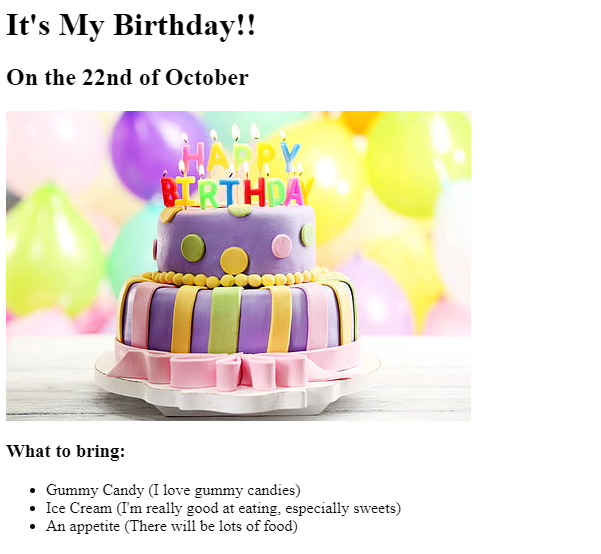 It's My Birthday!!
On the 22nd of October
HAPPY
BIRTHDAY
What to bring:
Gummy Candy (I love gummy candies)
Ice Cream (I'm really good at eating, especially sweets)
An appetite (There will be lots of food)